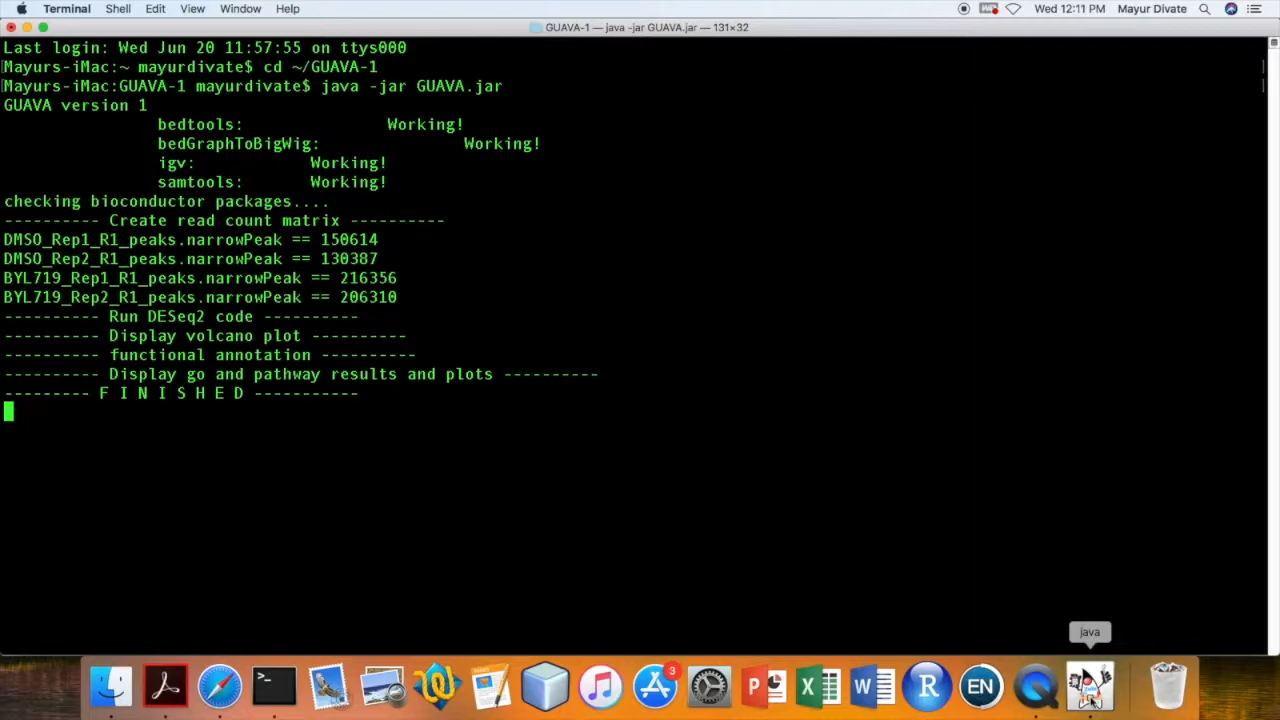 Terminal Shell Edit View Window Help Wed Jun 20 12:11 PM Mayur Divate
GUAVA-1 — java -jar GUAVA.jar — 131×32
Last login: Wed Jun 20 11:57:55 on ttys000
[Mayurs-iMac:~ mayurdivate$ cd ~/GUAVA-1 ]
[Mayurs-iMac:GUAVA-1 mayurdivate$ java -jar GUAVA.jar ]
GUAVA version 1
bedtools: Working!
bedGraphToBigWig: Working!
igv: Working!
samtools: Working!
checking bioconductor packages....
---------- Create read count matrix ----------
DMSO_Rep1_R1_peaks.narrowPeak == 150614
DMSO_Rep2_R1_peaks.narrowPeak == 130387
BYL719_Rep1_R1_peaks.narrowPeak == 216356
BYL719_Rep2_R1_peaks.narrowPeak == 206310
---------- Run DESeq2 code ----------
---------- Display volcano plot ----------
---------- functional annotation ----------
---------- Display go and pathway results and plots ----------
--------- F I N I S H E D -----------
java
>_
3
P
X
W
R
EN